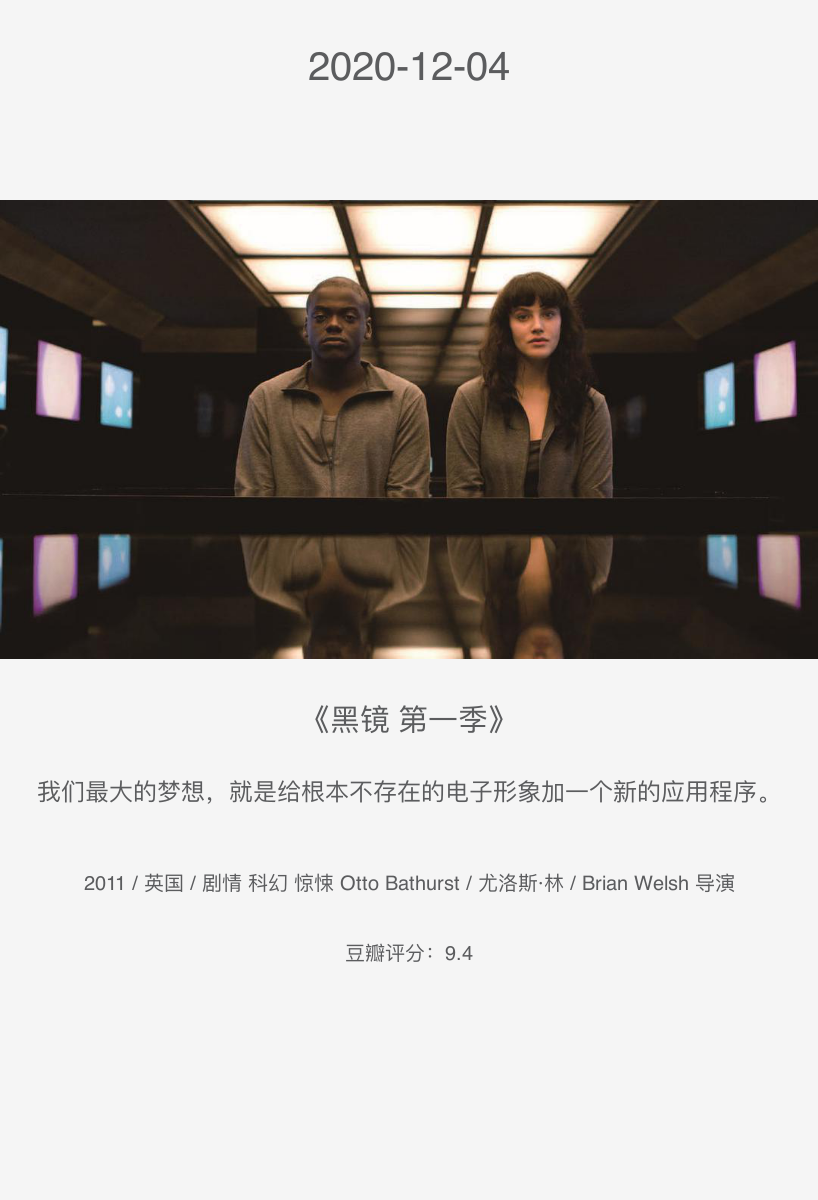 2020-12-04
《黑镜 第一季》
我们最大的梦想，就是给根本不存在的电子形象加一个新的应用程序。
2011 / 英国 / 剧情 科幻 惊悚 Otto Bathurst / 尤洛斯·林 / Brian Welsh 导演
豆瓣评分：9.4